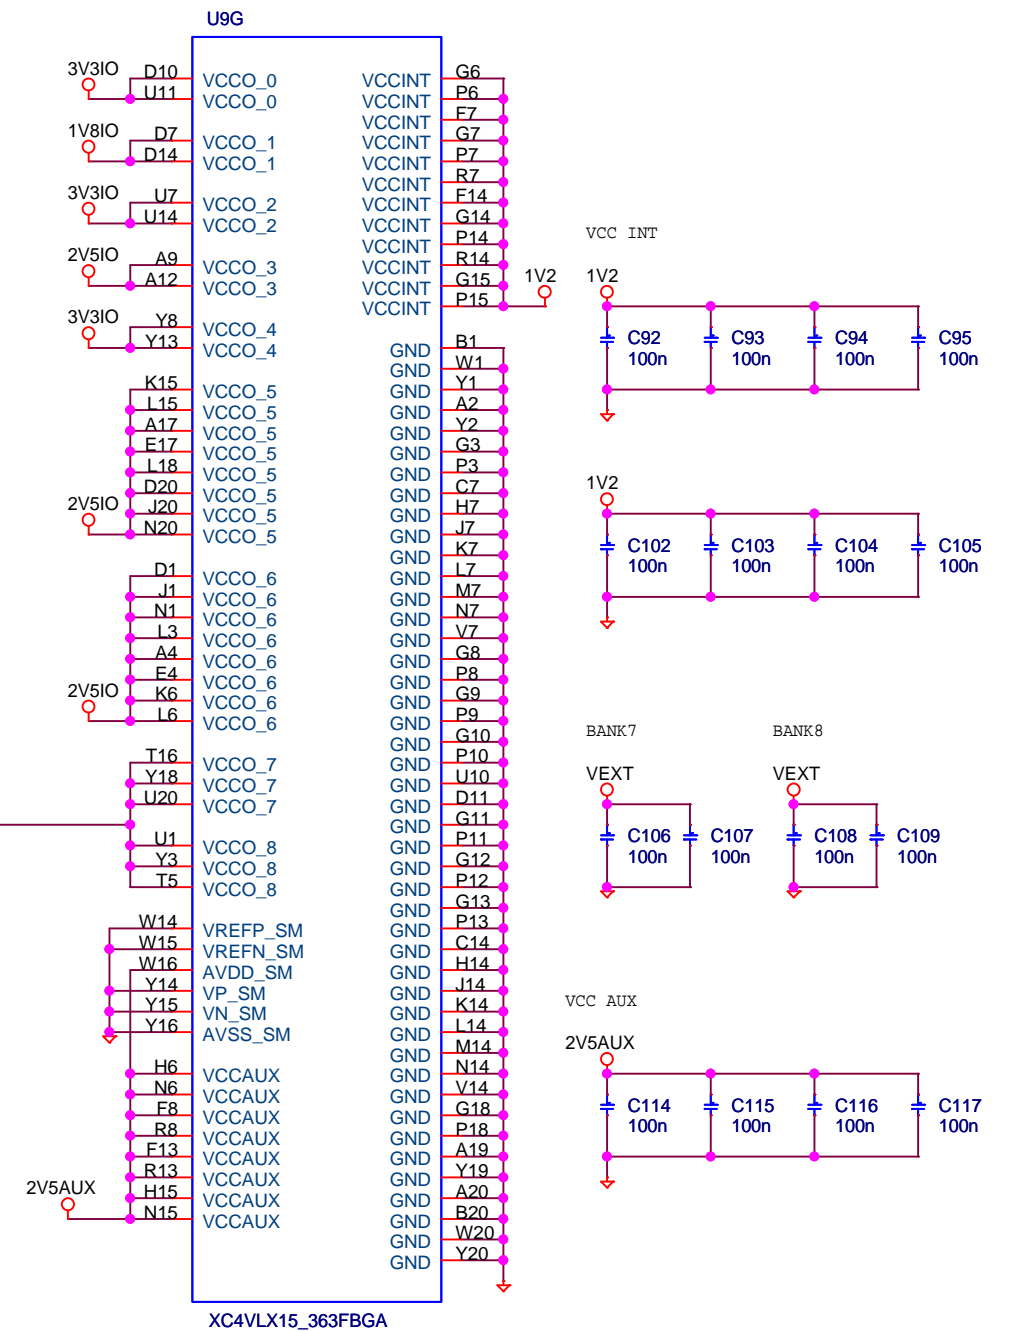 U9G
3V3IO
D10 VCCO_0
U11 VCCO_0
1V8IO
D7 VCCO_1
D14 VCCO_1
3V3IO
U7 VCCO_2
U14 VCCO_2
2V5IO
A9 VCCO_3
A12 VCCO_3
3V3IO
Y8 VCCO_4
Y13 VCCO_4
K15 VCCO_5
L15 VCCO_5
A17 VCCO_5
E17 VCCO_5
L18 VCCO_5
D20 VCCO_5
J20 VCCO_5
2V5IO
N20 VCCO_5
D1 VCCO_6
J1 VCCO_6
N1 VCCO_6
L3 VCCO_6
A4 VCCO_6
E4 VCCO_6
K6 VCCO_6
2V5IO
L6 VCCO_6
T16 VCCO_7
Y18 VCCO_7
U20 VCCO_7
U1 VCCO_8
Y3 VCCO_8
T5 VCCO_8
W14 VREFP_SM
W15 VREFN_SM
W16 AVDD_SM
Y14 VP_SM
Y15 VN_SM
Y16 AVSS_SM
H6 VCCAUX
N6 VCCAUX
F8 VCCAUX
R8 VCCAUX
F13 VCCAUX
R13 VCCAUX
H15 VCCAUX
2V5AUX
N15 VCCAUX
VCCINT G6
VCCINT P6
VCCINT F7
VCCINT G7
VCCINT P7
VCCINT R7
VCCINT F14
VCCINT G14
VCCINT P14
VCCINT R14
VCCINT G15
VCCINT P15
1V2
GND B1
GND W1
GND Y1
GND A2
GND Y2
GND G3
GND P3
GND C7
GND H7
GND J7
GND K7
GND L7
GND M7
GND N7
GND V7
GND G8
GND P8
GND G9
GND P9
GND G10
GND P10
GND U10
GND D11
GND G11
GND P11
GND G12
GND P12
GND G13
GND P13
GND C14
GND H14
GND J14
GND K14
GND L14
GND M14
GND N14
GND V14
GND G18
GND P18
GND A19
GND Y19
GND A20
GND B20
GND W20
GND Y20
XC4VLX15_363FBGA
VCC INT
1V2
C92 C93 C94 C95
100n 100n 100n 100n
1V2
C102 C103 C104 C105
100n 100n 100n 100n
BANK7 BANK8
VEXT VEXT
C106 C107 C108 C109
100n 100n 100n 100n
VCC AUX
2V5AUX
C114 C115 C116 C117
100n 100n 100n 100n